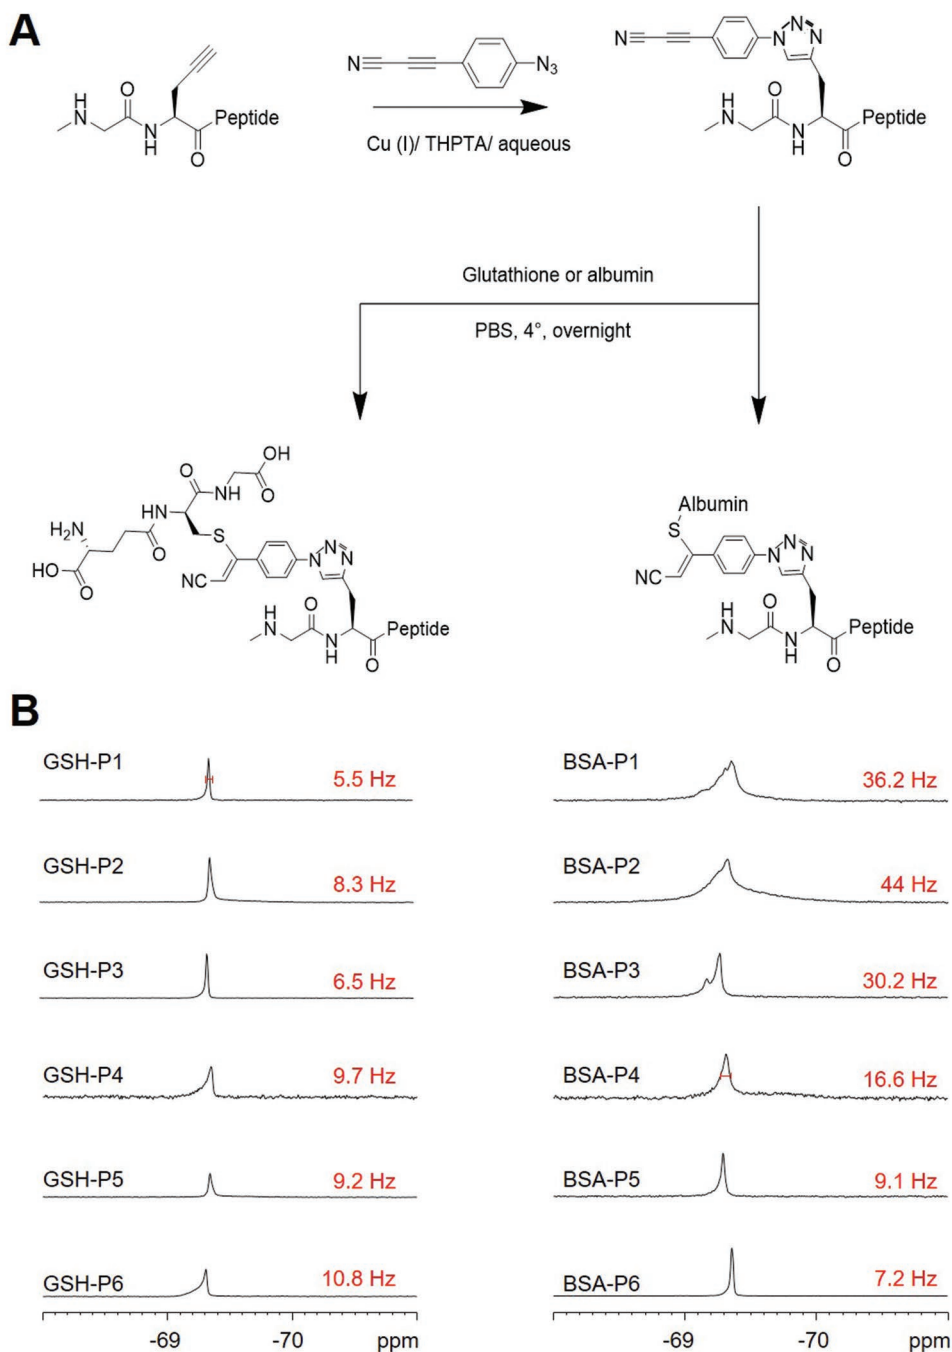 A
N
N₃
O
H
N
N
H
O
Peptide
Cu (I)/ THPTA/ aqueous
N
N
N
N
O
H
N
N
H
O
Peptide
Glutathione or albumin
PBS, 4°, overnight
OH
O
O
N
H
O
H
N
H₂N
O
HO
O
S
NC
N
N
N
O
H
N
N
H
O
Peptide
Albumin
S
NC
N
N
N
O
H
N
N
H
O
Peptide
B
GSH-P1 5.5 Hz BSA-P1 36.2 Hz
GSH-P2 8.3 Hz BSA-P2 44 Hz
GSH-P3 6.5 Hz BSA-P3 30.2 Hz
GSH-P4 9.7 Hz BSA-P4 16.6 Hz
GSH-P5 9.2 Hz BSA-P5 9.1 Hz
GSH-P6 10.8 Hz BSA-P6 7.2 Hz
-69 -70 ppm -69 -70 ppm